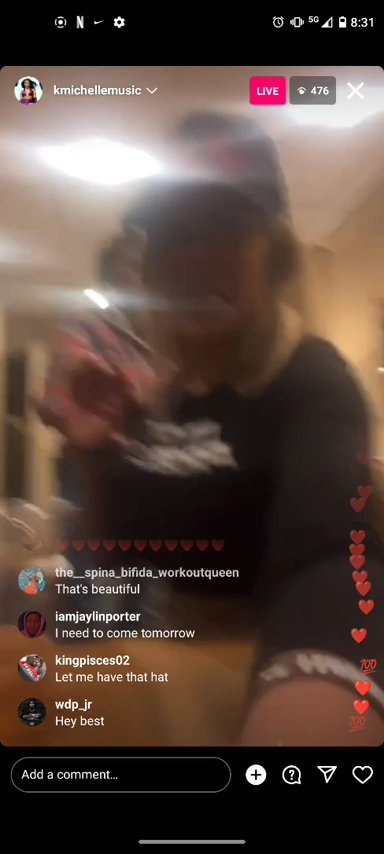 5G
8:31
kmichellemusic
LIVE
476
the__spina_bifida_workoutqueen
That's beautiful
iamjaylinporter
I need to come tomorrow
kingpisces02
Let me have that hat
wdp_jr
Hey best
Add a comment...